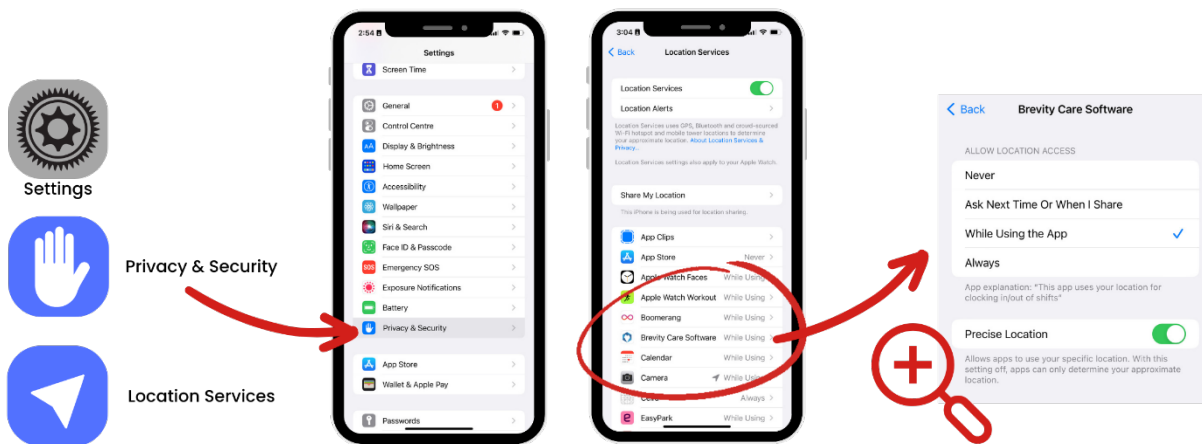 Settings
Privacy & Security
Location Services
2:54
Settings
Screen Time
General
1
Control Centre
AA Display & Brightness
Home Screen
Accessibility
Wallpaper
Siri & Search
Face ID & Passcode
SOS Emergency SOS
Exposure Notifications
Battery
Privacy & Security
App Store
Wallet & Apple Pay
Passwords
3:04
Back
Location Services
Location Services
Location Alerts
Location Services uses GPS, Bluetooth and crowd-sourced
Wi-Fi hotspot and mobile tower locations to determine
your approximate location. About Location Services &
Privacy...
Location Services settings also apply to your Apple Watch.
Share My Location
This iPhone is being used for location sharing.
App Clips
App Store Never
Apple Watch Faces While Using
Apple Watch Workout While Using
Boomerang While Using
Brevity Care Software While Using
Calendar While Using
Camera While Using
Always
EasyPark While Using
Back
Brevity Care Software
ALLOW LOCATION ACCESS
Never
Ask Next Time Or When I Share
While Using the App
Always
App explanation: "This app uses your location for
clocking in/out of shifts"
Precise Location
Allows apps to use your specific location. With this
setting off, apps can only determine your approximate
location.